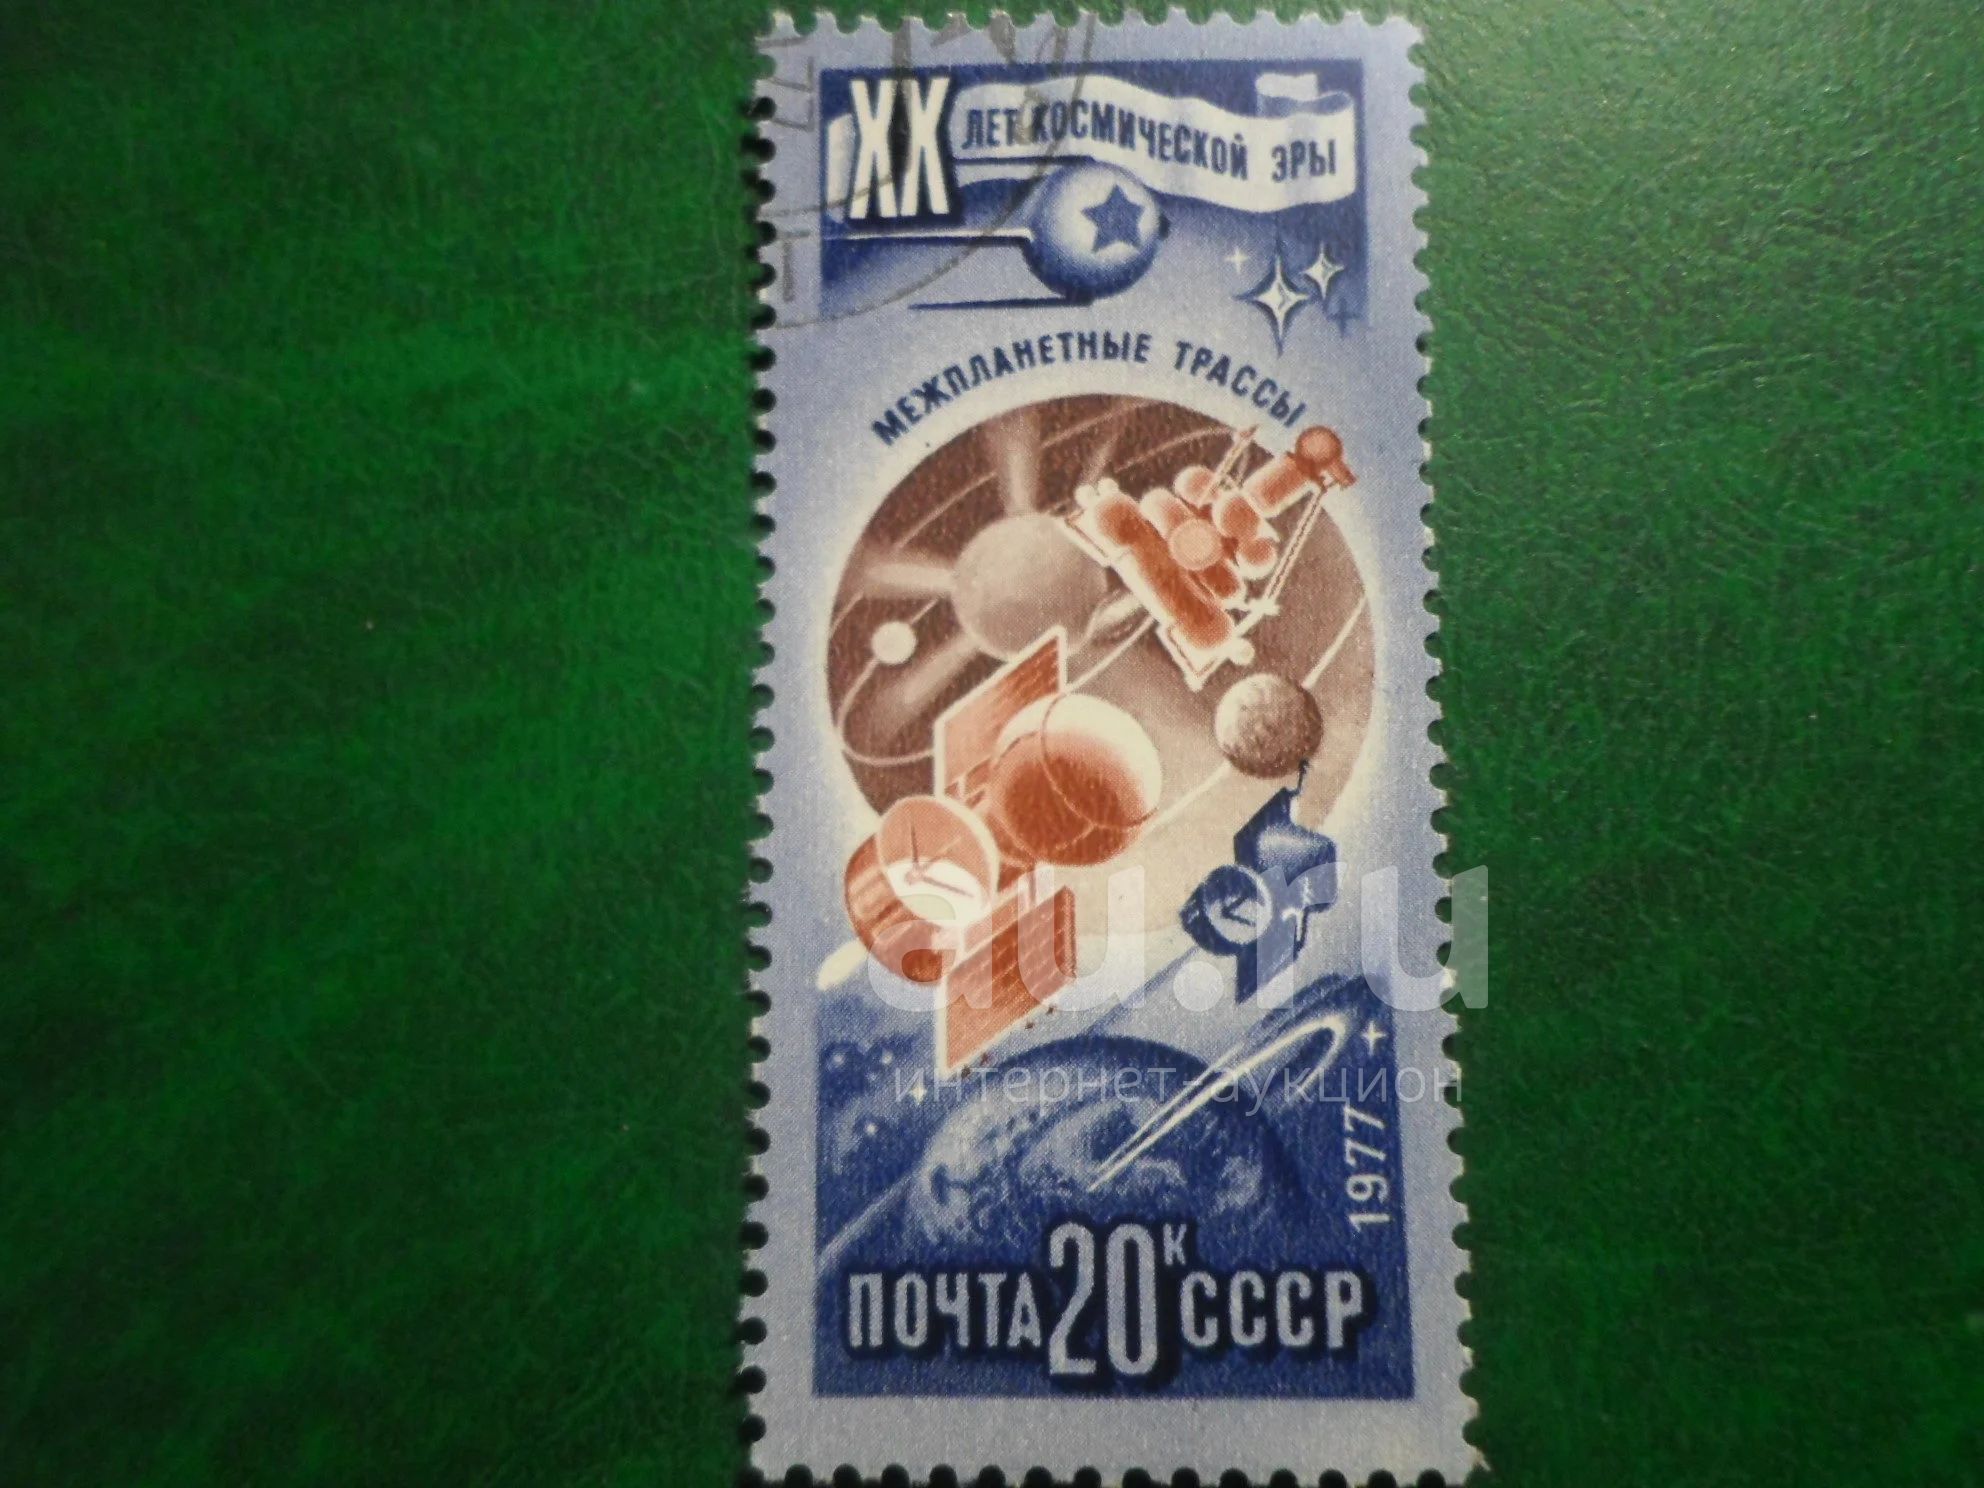 XX ЛЕТ КОСМИЧЕСКОЙ ЭРЫ
МЕЖПЛАНЕТНЫЕ ТРАССЫ
au.ru
интернет-аукцион
1977
ПОЧТА 20К СССР